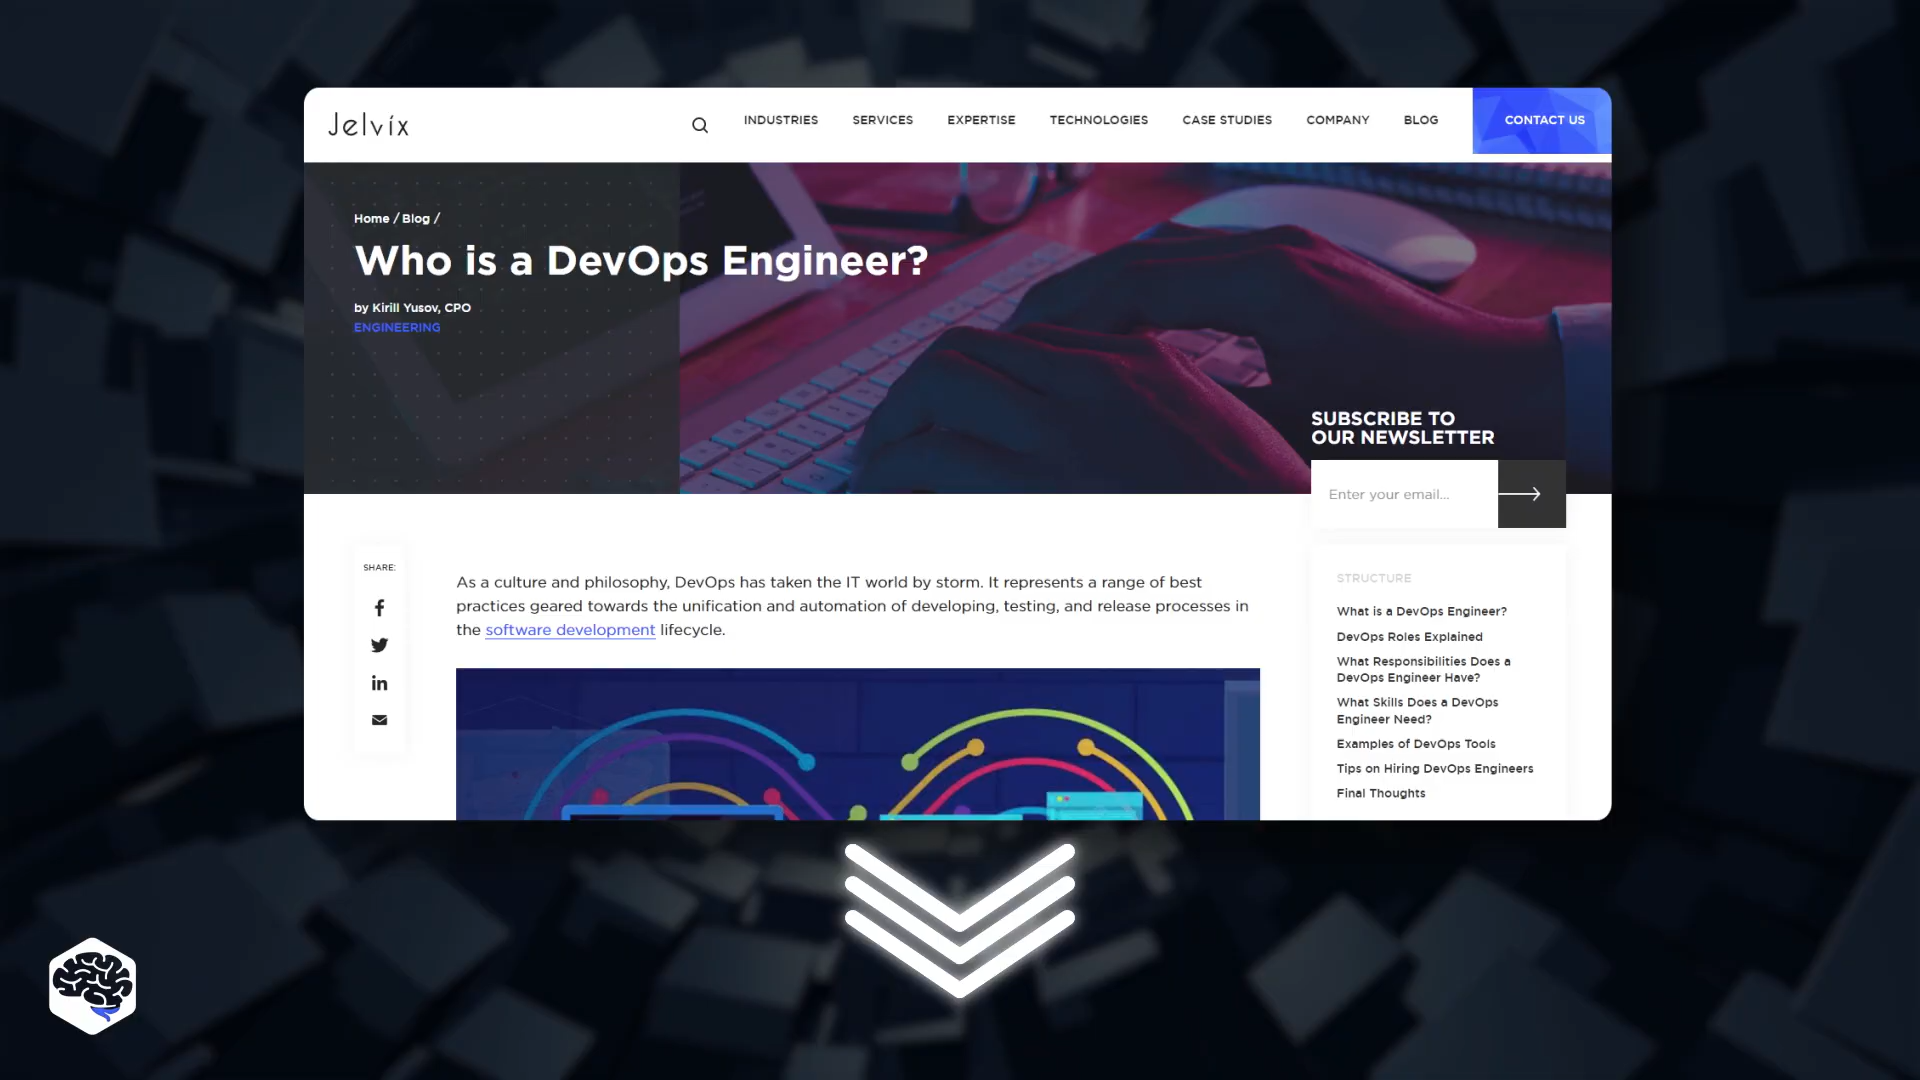 Jelvix
INDUSTRIES
SERVICES
EXPERTISE
TECHNOLOGIES
CASE STUDIES
COMPANY
BLOG
CONTACT US
Home / Blog /
Who is a DevOps Engineer?
by Kirill Yusov, CPO
ENGINEERING
SUBSCRIBE TO
OUR NEWSLETTER
Enter your email...
SHARE:
As a culture and philosophy, DevOps has taken the IT world by storm. It represents a range of best
practices geared towards the unification and automation of developing, testing, and release processes in
the software development lifecycle.
STRUCTURE
What is a DevOps Engineer?
DevOps Roles Explained
What Responsibilities Does a
DevOps Engineer Have?
What Skills Does a DevOps
Engineer Need?
Examples of DevOps Tools
Tips on Hiring DevOps Engineers
Final Thoughts